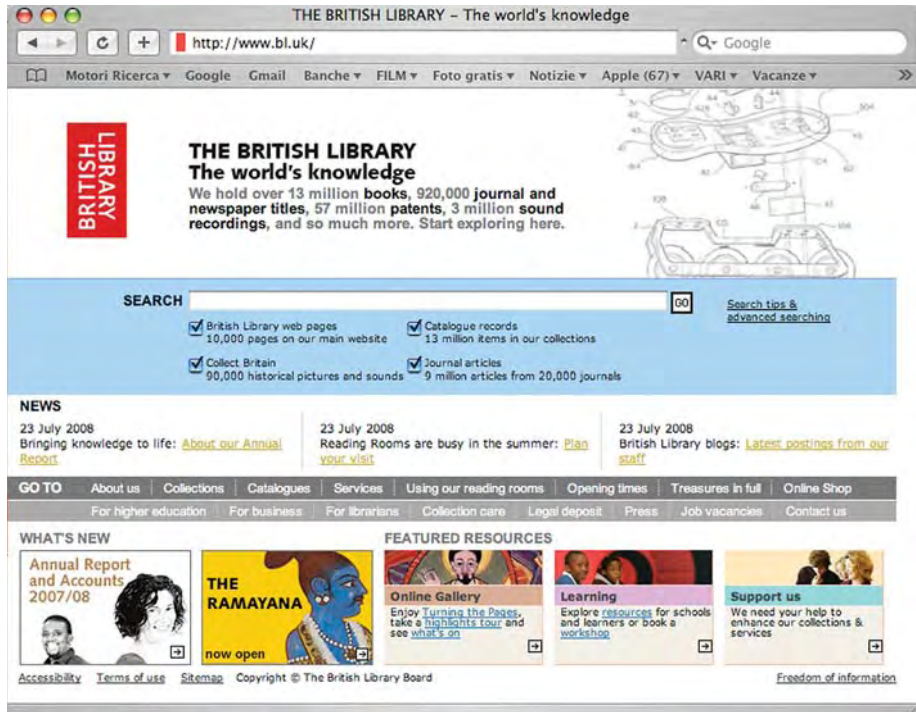 THE BRITISH LIBRARY – The world's knowledge
http://www.bl.uk/
Google
Motori Ricerca Google Gmail Banche FILM Foto gratis Notizie Apple (67) VARI Vacanze
BRITISH
LIBRARY
THE BRITISH LIBRARY
The world's knowledge
We hold over 13 million books, 920,000 journal and
newspaper titles, 57 million patents, 3 million sound
recordings, and so much more. Start exploring here.
SEARCH GO Search tips &
advanced searching
British Library web pages
10,000 pages on our main website
Catalogue records
13 million items in our collections
Collect Britain
90,000 historical pictures and sounds
Journal articles
9 million articles from 20,000 journals
NEWS
23 July 2008
Bringing knowledge to life: About our Annual
Report
23 July 2008
Reading Rooms are busy in the summer: Plan
your visit
23 July 2008
British Library blogs: Latest postings from our
staff
GO TO About us Collections Catalogues Services Using our reading rooms Opening times Treasures in full Online Shop
For higher education For business For librarians Collection care Legal deposit Press Job vacancies Contact us
WHAT'S NEW
Annual Report
and Accounts
2007/08
THE
RAMAYANA
now open
FEATURED RESOURCES
Online Gallery
Enjoy Turning the Pages,
take a highlights tour and
see what's on
Learning
Explore resources for schools
and learners or book a
workshop
Support us
We need your help to
enhance our collections &
services
Accessibility Terms of use Sitemap Copyright © The British Library Board Freedom of information